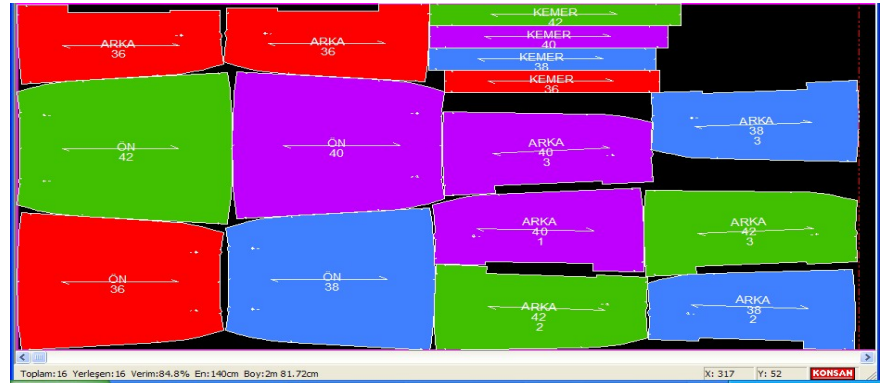 ARKA
36
ARKA
36
KEMER
42
KEMER
40
KEMER
38
KEMER
36
ÖN
42
ÖN
40
ARKA
40
3
ARKA
38
3
ARKA
40
1
ARKA
42
3
ÖN
36
ÖN
38
ARKA
42
2
ARKA
38
2
Toplam:16 Yerleşen:16 Verim:84.8% En:140cm Boy:2m 81.72cm X: 317 Y: 52 KONSAN